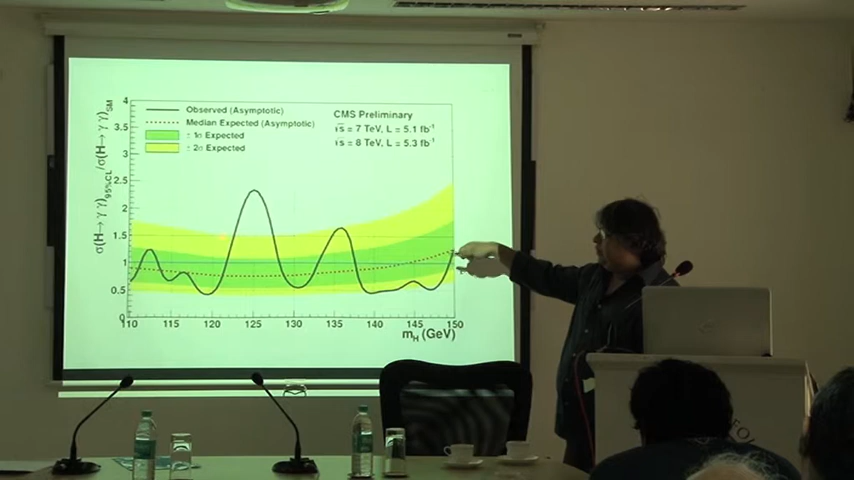 Observed (Asymptotic)
Median Expected (Asymptotic)
± 1σ Expected
± 2σ Expected
CMS Preliminary
√s = 7 TeV, L = 5.1 fb⁻¹
√s = 8 TeV, L = 5.3 fb⁻¹
σ(H→ γ γ)95%CL/σ(H→ γ γ)SM
4
3.5
3
2.5
2
1.5
1
0.5
0
110 115 120 125 130 135 140 145 150
mH (GeV)